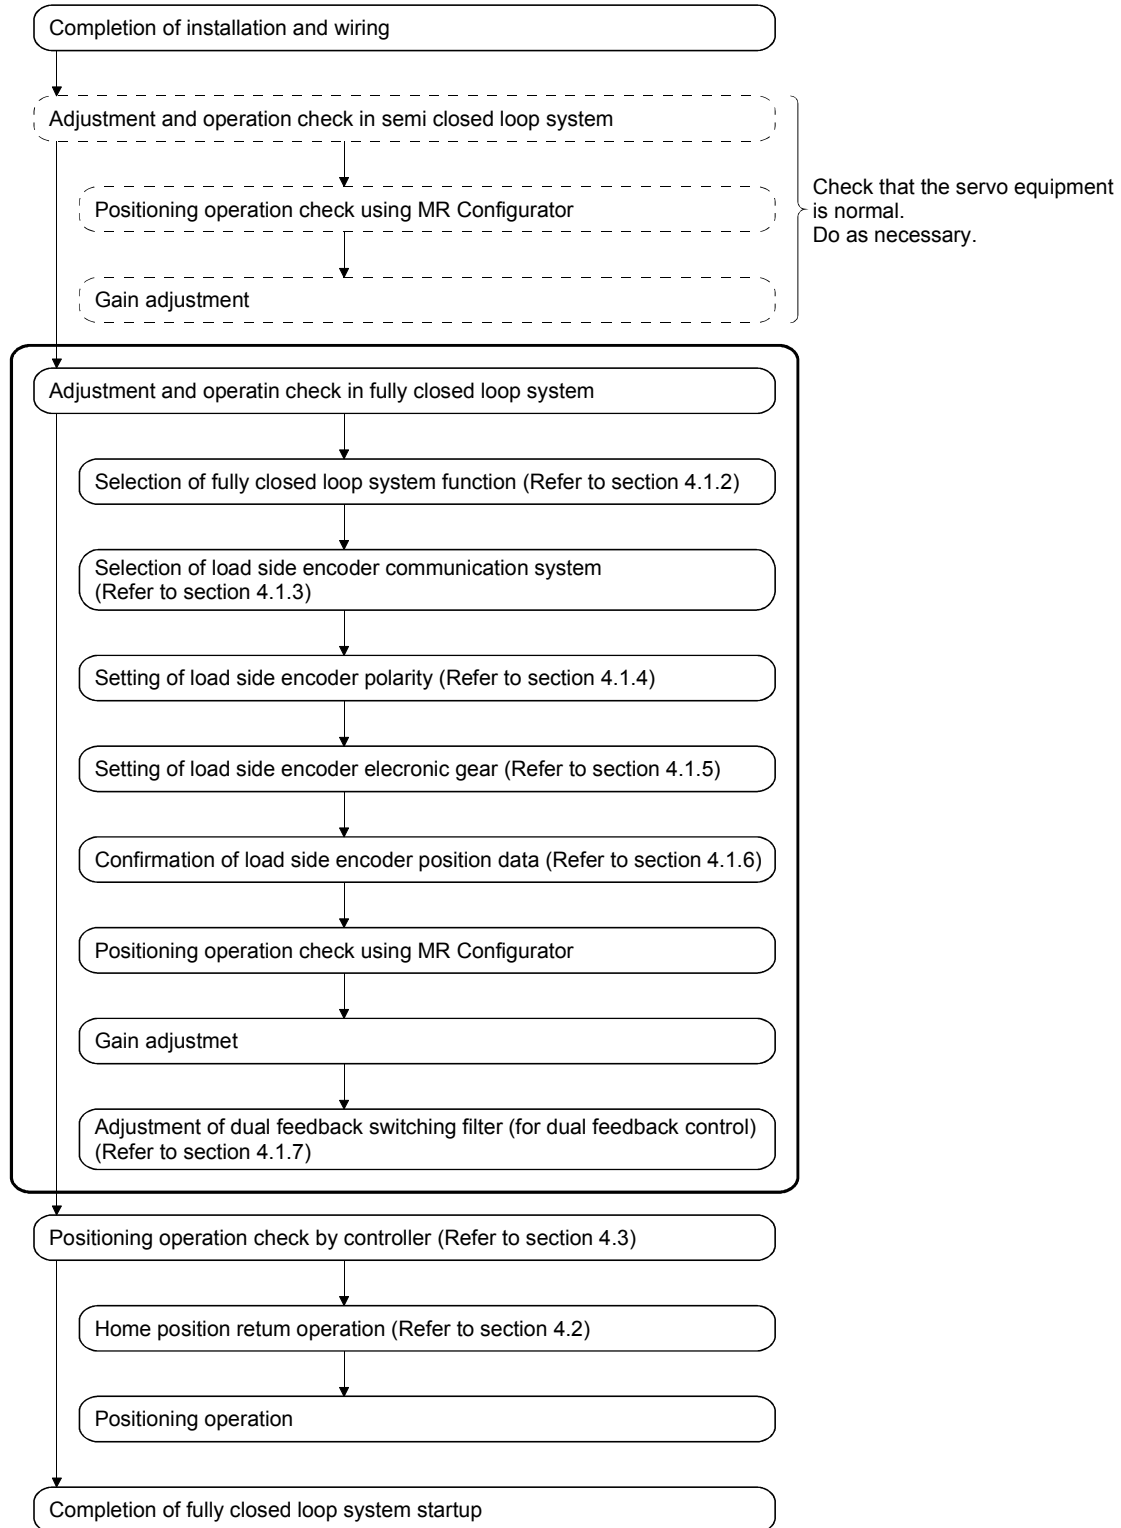 Completion of installation and wiring
Adjustment and operation check in semi closed loop system
Positioning operation check using MR Configurator
Gain adjustment
Check that the servo equipment
is normal.
Do as necessary.
Adjustment and operatin check in fully closed loop system
Selection of fully closed loop system function (Refer to section 4.1.2)
Selection of load side encoder communication system
(Refer to section 4.1.3)
Setting of load side encoder polarity (Refer to section 4.1.4)
Setting of load side encoder elecronic gear (Refer to section 4.1.5)
Confirmation of load side encoder position data (Refer to section 4.1.6)
Positioning operation check using MR Configurator
Gain adjustmet
Adjustment of dual feedback switching filter (for dual feedback control)
(Refer to section 4.1.7)
Positioning operation check by controller (Refer to section 4.3)
Home position retum operation (Refer to section 4.2)
Positioning operation
Completion of fully closed loop system startup